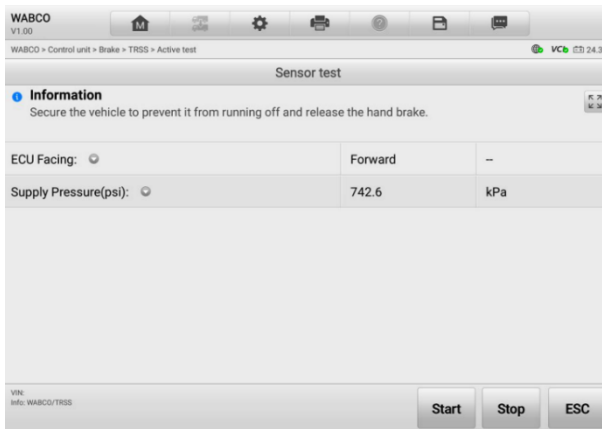 WABCO
V1.00
WABCO > Control unit > Brake > TRSS > Active test
VCI 24.3
Sensor test
Information
Secure the vehicle to prevent it from running off and release the hand brake.
ECU Facing: Forward --
Supply Pressure(psi): 742.6 kPa
VIN:
Info: WABCO/TRSS
Start Stop ESC